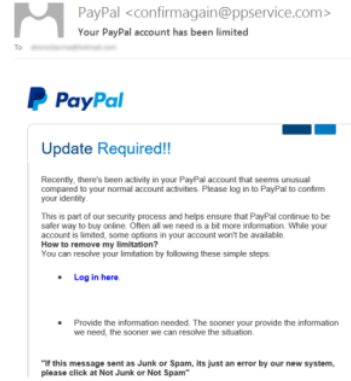 PayPal <confirmagain@ppservice.com>
Your PayPal account has been limited
To
PayPal
Update Required!!
Recently, there's been activity in your PayPal account that seems unusual
compared to your normal account activities. Please log in to PayPal to confirm
your identity.
This is part of our security process and helps ensure that PayPal continue to be
safer way to buy online. Often all we need is a bit more information. While your
account is limited, some options in your account won't be available.
How to remove my limitation?
You can resolve your limitation by following these simple steps:
• Log in here.
• Provide the information needed. The sooner your provide the information
we need, the sooner we can resolve the situation.
"If this message sent as Junk or Spam, its just an error by our new system,
please click at Not Junk or Not Spam"